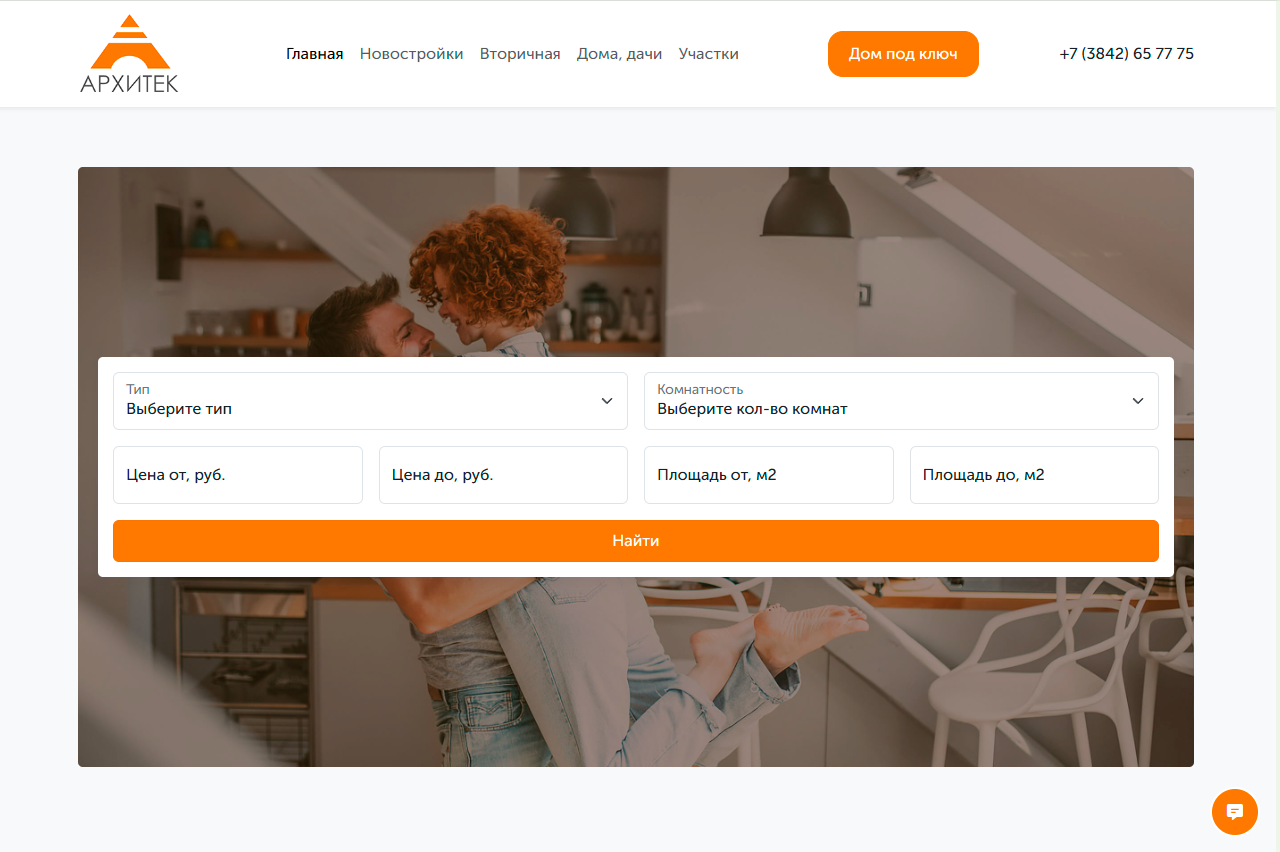 АРХИТЕК
Главная Новостройки Вторичная Дома, дачи Участки
Дом под ключ
+7 (3842) 65 77 75
Тип
Выберите тип
Комнатность
Выберите кол-во комнат
Цена от, руб.
Цена до, руб.
Площадь от, м2
Площадь до, м2
Найти